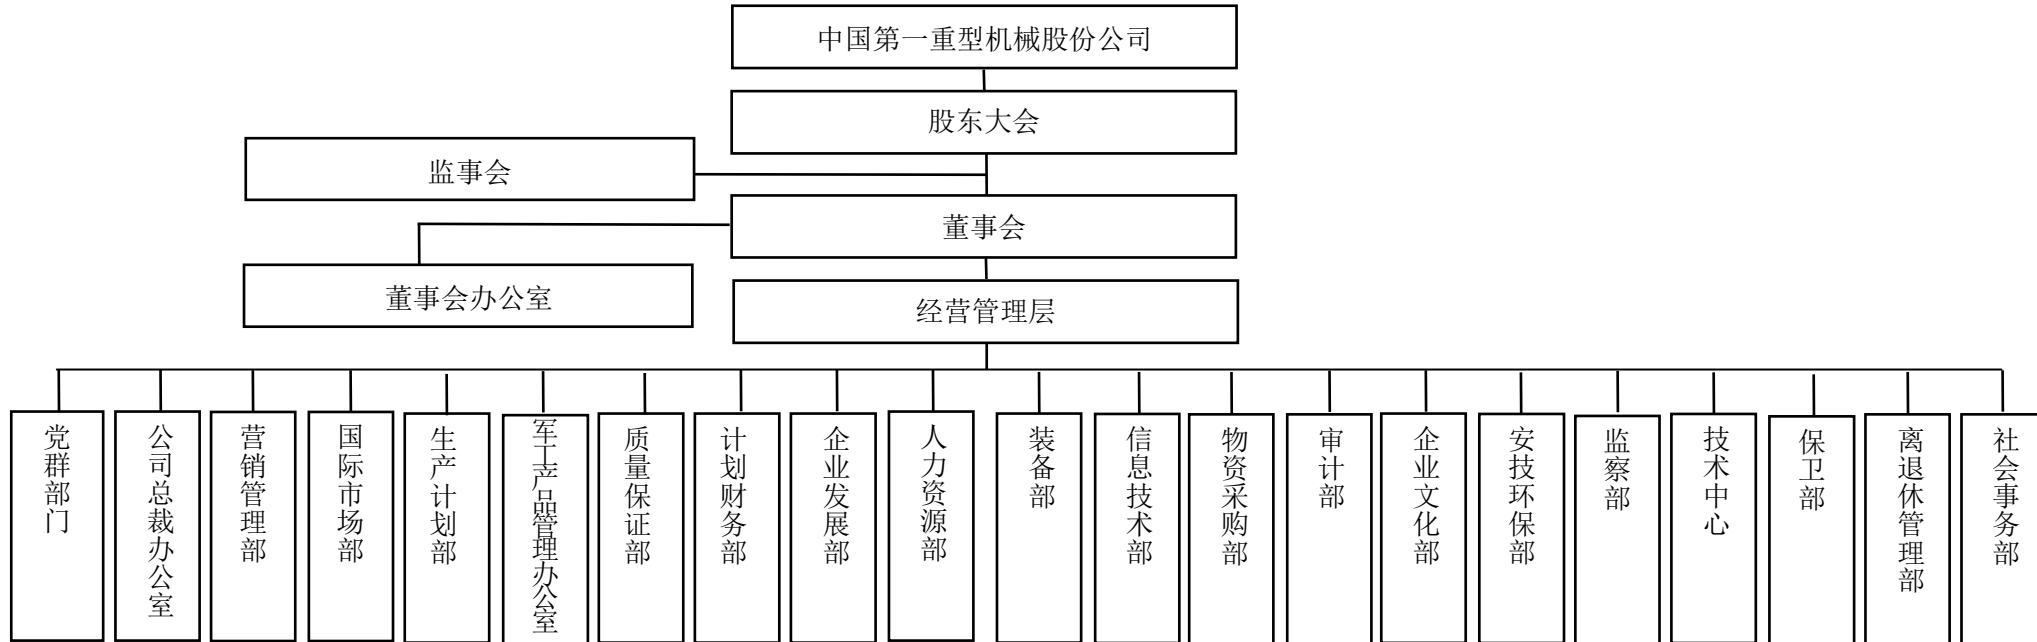 中国第一重型机械股份公司
股东大会
监事会
董事会
董事会办公室
经营管理层
党群部门
公司总裁办公室
营销管理部
国际市场部
生产计划部
军工产品管理办公室
质量保证部
计划财务部
企业发展部
人力资源部
装备部
信息技术部
物资采购部
审计部
企业文化部
安技环保部
监察部
技术中心
保卫部
离退休管理部
社会事务部